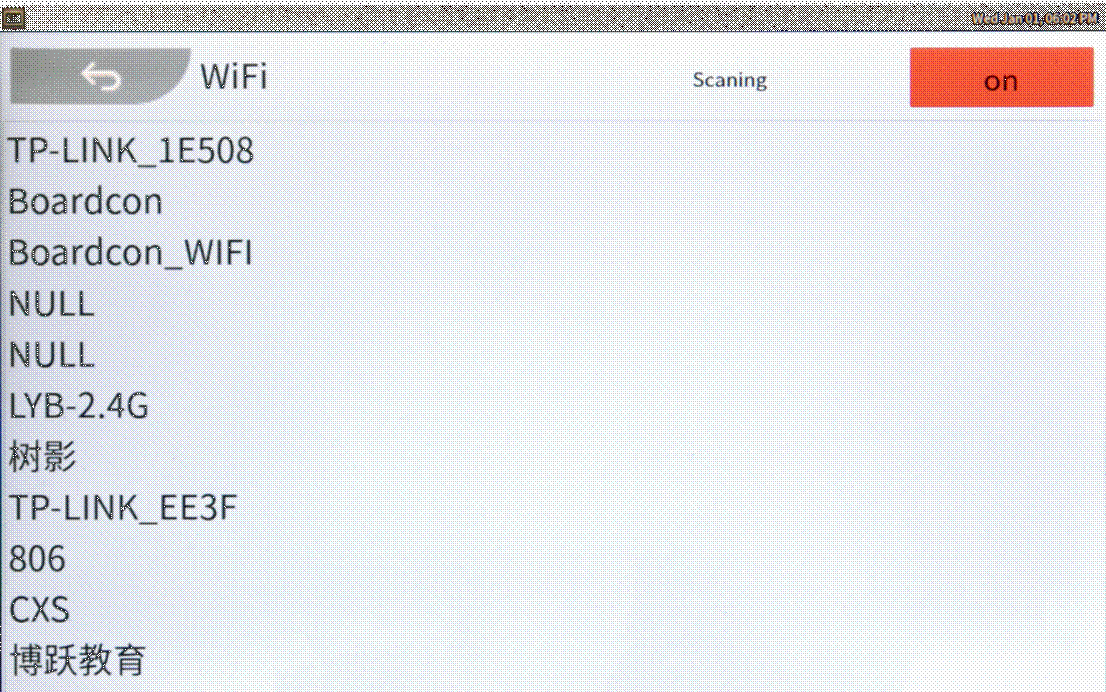 Wed Jan 01, 06:02 PM
WiFi
Scaning
on
TP-LINK_1E508
Boardcon
Boardcon_WIFI
NULL
NULL
LYB-2.4G
树影
TP-LINK_EE3F
806
CXS
博跃教育